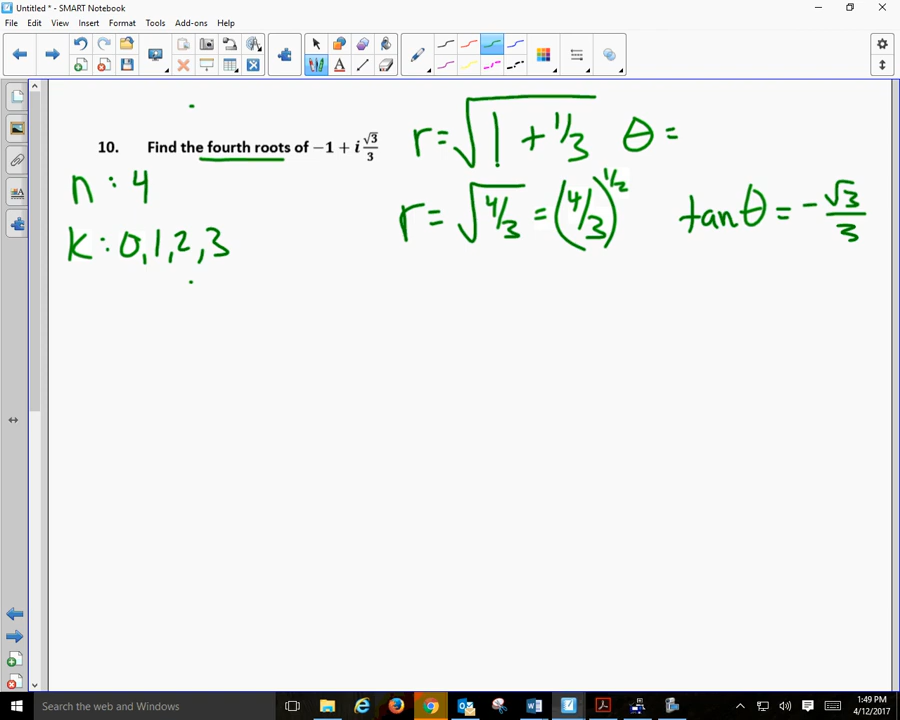 Untitled * - SMART Notebook
File Edit View Insert Format Tools Add-ons Help
10. Find the fourth roots of −1 + i √3/3
r = √(1 + 1/3) θ =
n : 4
r = √(4/3) = (4/3)^1/2 tanθ = -√3/3
K : 0, 1, 2, 3
Search the web and Windows
1:49 PM
4/12/2017